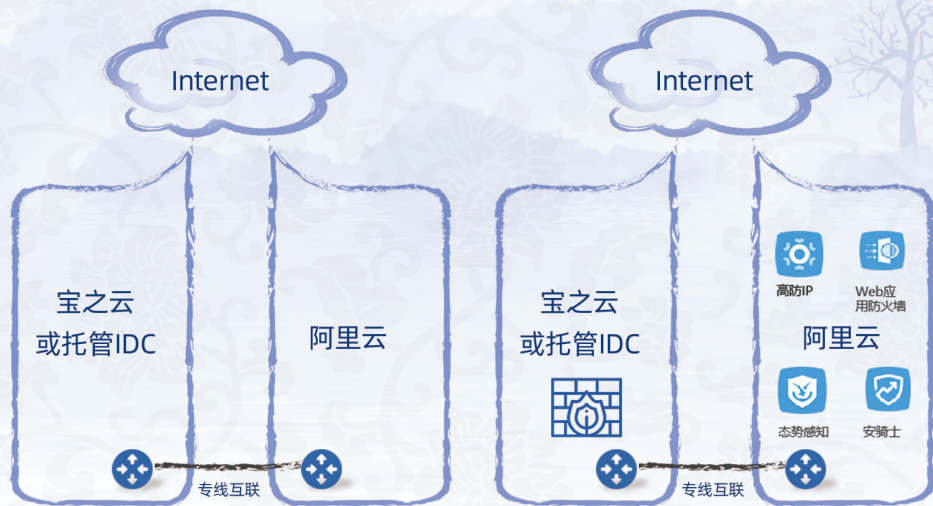 Internet
宝之云
或托管IDC
阿里云
专线互联
Internet
宝之云
或托管IDC
高防IP
Web应
用防火墙
阿里云
态势感知
安骑士
专线互联